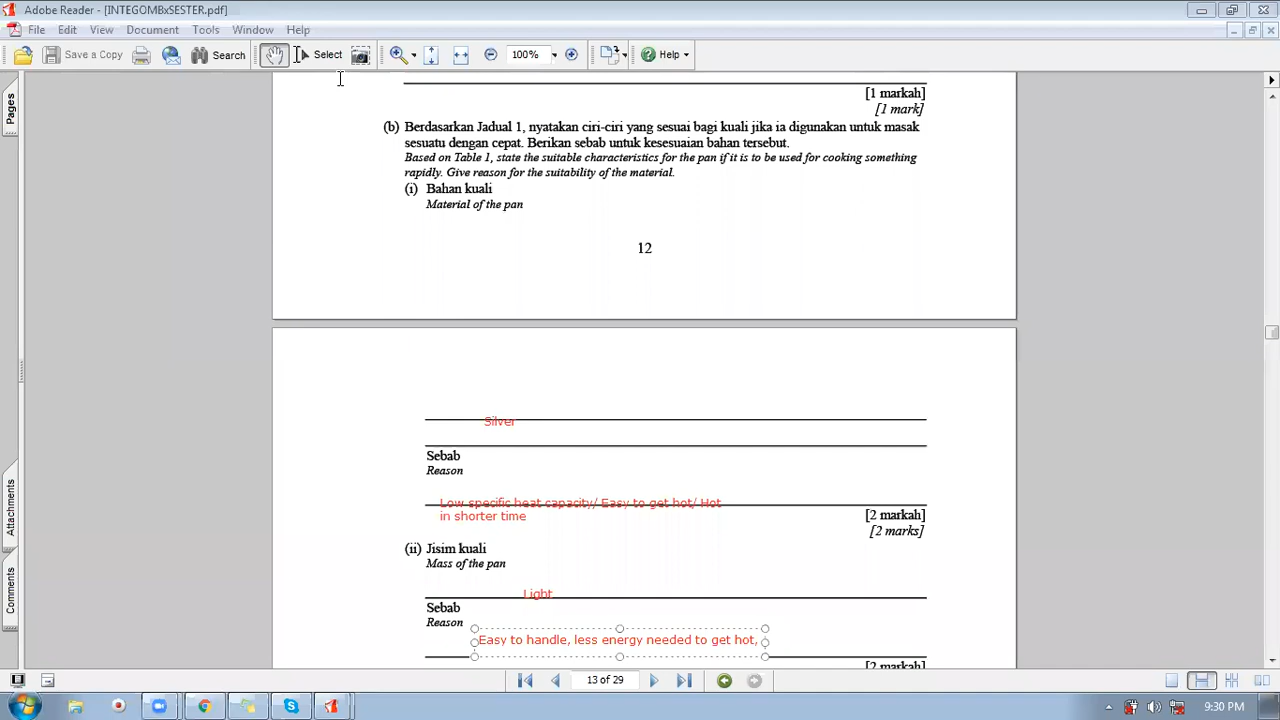 Adobe Reader - [INTEGOMBxSESTER.pdf]
File Edit View Document Tools Window Help
Save a Copy Search Select 100% Help
Pages
Attachments
Comments
[1 markah]
[1 mark]
(b) Berdasarkan Jadual 1, nyatakan ciri-ciri yang sesuai bagi kuali jika ia digunakan untuk masak
sesuatu dengan cepat. Berikan sebab untuk kesesuaian bahan tersebut.
Based on Table 1, state the suitable characteristics for the pan if it is to be used for cooking something
rapidly. Give reason for the suitability of the material.
(i) Bahan kuali
Material of the pan
12
Silver
Sebab
Reason
Low specific heat capacity/ Easy to get hot/ Hot
in shorter time
[2 markah]
[2 marks]
(ii) Jisim kuali
Mass of the pan
Light
Sebab
Reason
Easy to handle, less energy needed to get hot,
[2 markah]
13 of 29
9:30 PM